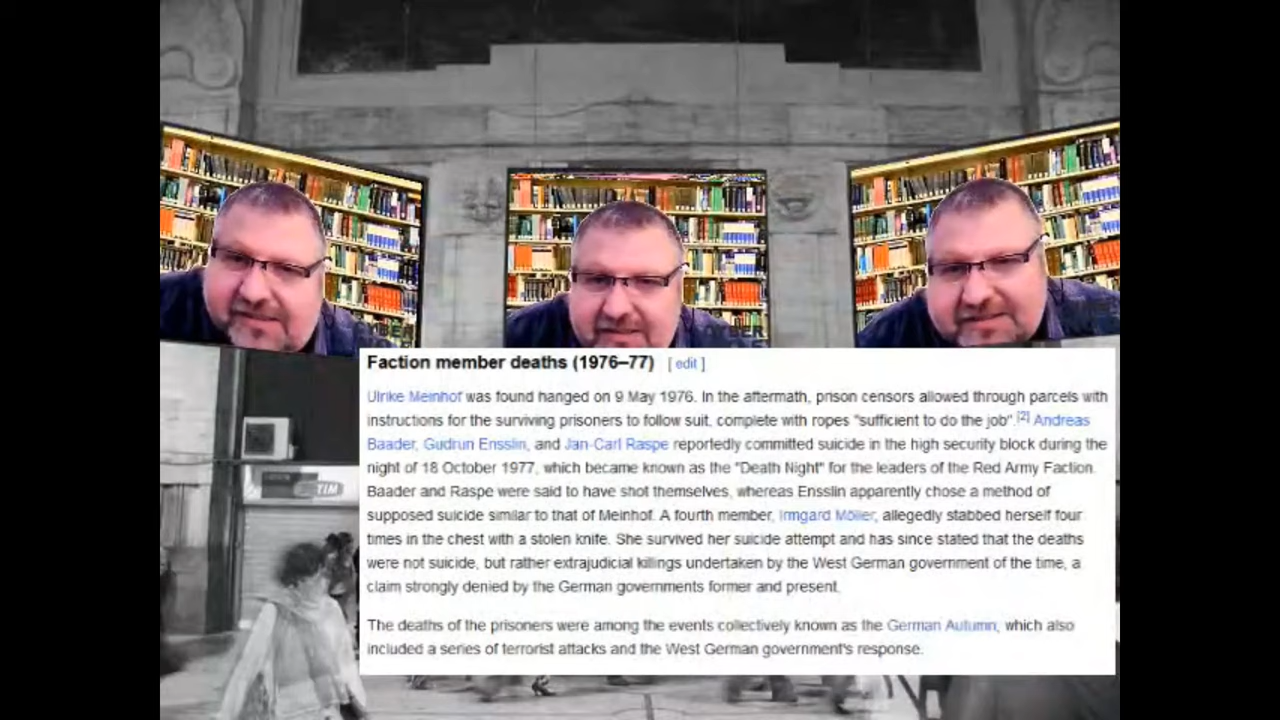 TIM
Faction member deaths (1976–77) [ edit ]
Ulrike Meinhof was found hanged on 9 May 1976. In the aftermath, prison censors allowed through parcels with
instructions for the surviving prisoners to follow suit, complete with ropes "sufficient to do the job".[2] Andreas
Baader, Gudrun Ensslin, and Jan-Carl Raspe reportedly committed suicide in the high security block during the
night of 18 October 1977, which became known as the "Death Night" for the leaders of the Red Army Faction.
Baader and Raspe were said to have shot themselves, whereas Ensslin apparently chose a method of
supposed suicide similar to that of Meinhof. A fourth member, Irmgard Möller, allegedly stabbed herself four
times in the chest with a stolen knife. She survived her suicide attempt and has since stated that the deaths
were not suicide, but rather extrajudicial killings undertaken by the West German government of the time, a
claim strongly denied by the German governments former and present.
The deaths of the prisoners were among the events collectively known as the German Autumn, which also
included a series of terrorist attacks and the West German government's response.